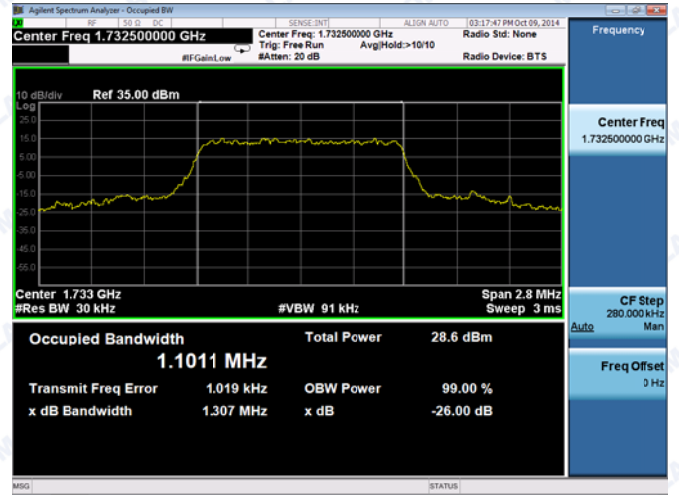 Agilent Spectrum Analyzer - Occupied BW
RF 50 Ω DC SENSE:INT ALIGN AUTO 03:17:47 PM Oct 09, 2014
Center Freq 1.732500000 GHz
Center Freq: 1.732500000 GHz
Radio Std: None
Trig: Free Run Avg|Hold:>10/10
#IFGain:Low #Atten: 20 dB Radio Device: BTS
Frequency
10 dB/div Ref 35.00 dBm
Log
25.0
15.0
5.00
-5.00
-15.0
-25.0
-35.0
-45.0
-55.0
Center 1.733 GHz Span 2.8 MHz
#Res BW 30 kHz #VBW 91 kHz Sweep 3 ms
Occupied Bandwidth Total Power 28.6 dBm
1.1011 MHz
Transmit Freq Error 1.019 kHz OBW Power 99.00 %
x dB Bandwidth 1.307 MHz x dB -26.00 dB
Center Freq
1.732500000 GHz
CF Step
280.000 kHz
Auto Man
Freq Offset
0 Hz
MSG STATUS